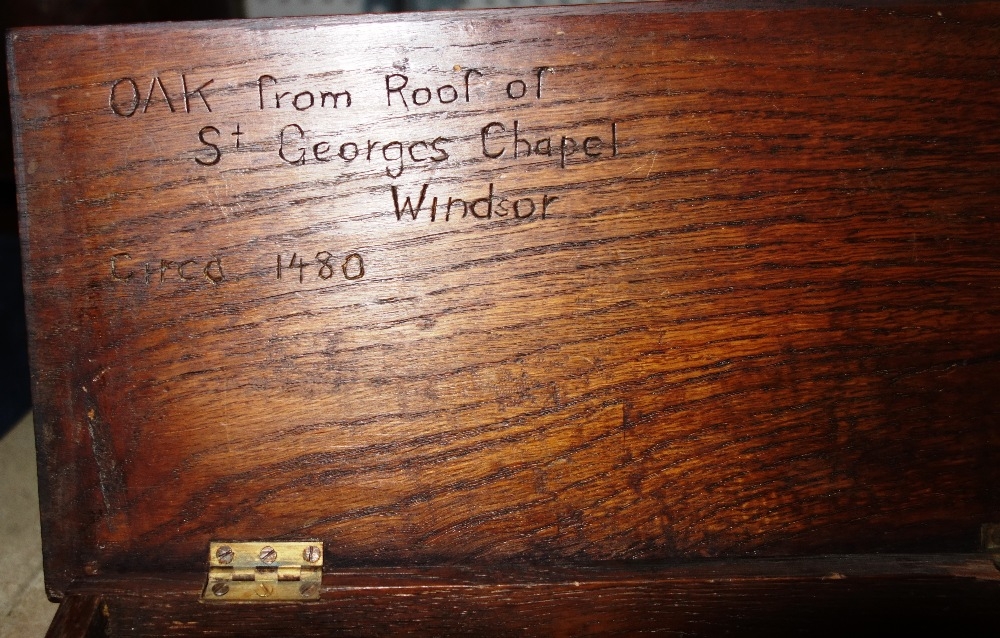 OAK from Roof of
St Georges Chapel
Windsor
Circa 1480